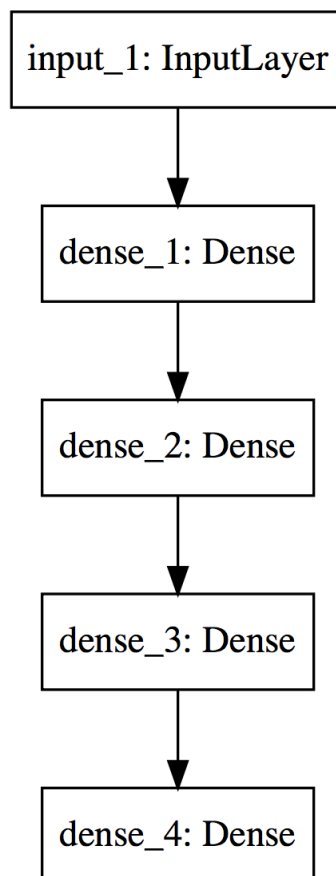 input_1: InputLayer
dense_1: Dense
dense_2: Dense
dense_3: Dense
dense_4: Dense